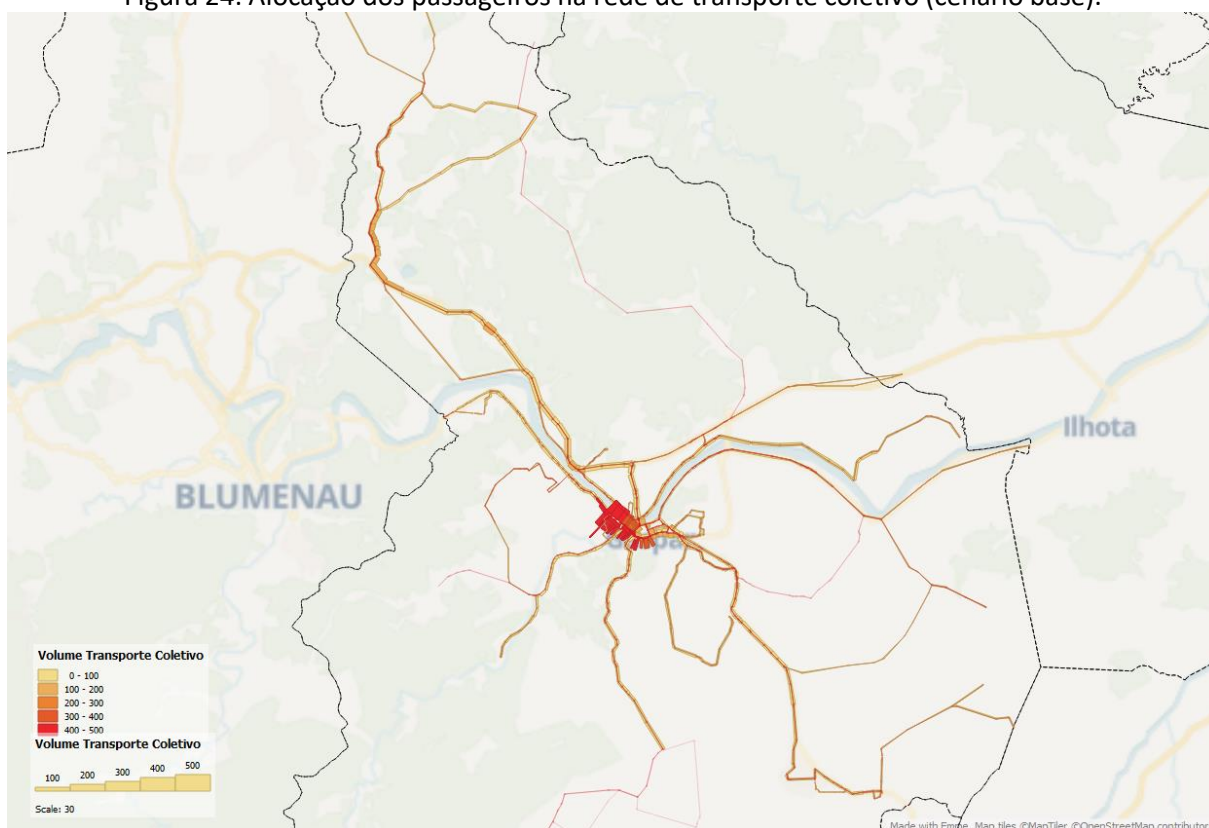 Figura 24: Alocação dos passageiros na rede de transporte coletivo (cenário base).
Ilhota
BLUMENAU
Gaspar
Volume Transporte Coletivo
0 - 100
100 - 200
200 - 300
300 - 400
400 - 500
Volume Transporte Coletivo
100 200 300 400 500
Scale: 30
Made with Emme, Map tiles ©MapTiler ©OpenStreetMap contributor